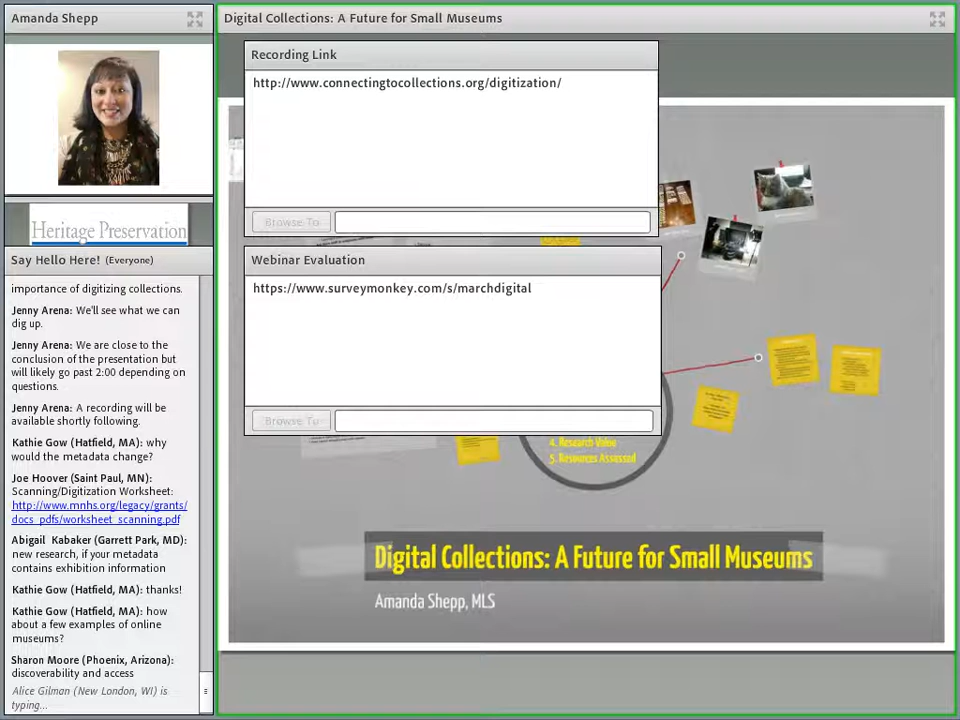 Amanda Shepp
Digital Collections: A Future for Small Museums
Recording Link
http://www.connectingtocollections.org/digitization/
Browse To
Webinar Evaluation
https://www.surveymonkey.com/s/marchdigital
Browse To
Heritage Preservation
Say Hello Here! (Everyone)
importance of digitizing collections.
Jenny Arena: We'll see what we can
dig up.
Jenny Arena: We are close to the
conclusion of the presentation but
will likely go past 2:00 depending on
questions.
Jenny Arena: A recording will be
available shortly following.
Kathie Gow (Hatfield, MA): why
would the metadata change?
Joe Hoover (Saint Paul, MN):
Scanning/Digitization Worksheet:
http://www.mnhs.org/legacy/grants/
docs_pdfs/worksheet_scanning.pdf
Abigail Kabaker (Garrett Park, MD):
new research, if your metadata
contains exhibition information
Kathie Gow (Hatfield, MA): thanks!
Kathie Gow (Hatfield, MA): how
about a few examples of online
museums?
Sharon Moore (Phoenix, Arizona):
discoverability and access
Alice Gilman (New London, WI) is
typing...
4. Research Value
5. Resources Assessed
Digital Collections: A Future for Small Museums
Amanda Shepp, MLS